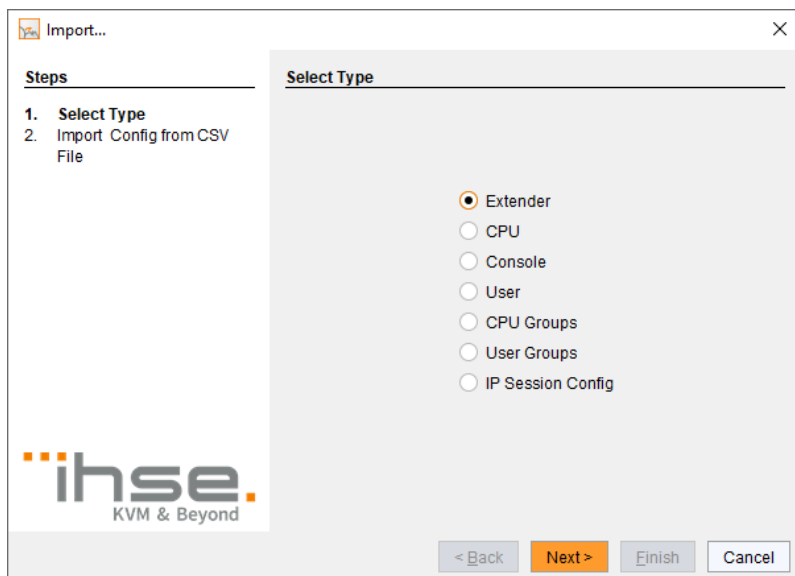 Import...
Steps
1. Select Type
2. Import Config from CSV
File
Select Type
Extender
CPU
Console
User
CPU Groups
User Groups
IP Session Config
ihse.
KVM & Beyond
< Back
Next >
Finish
Cancel